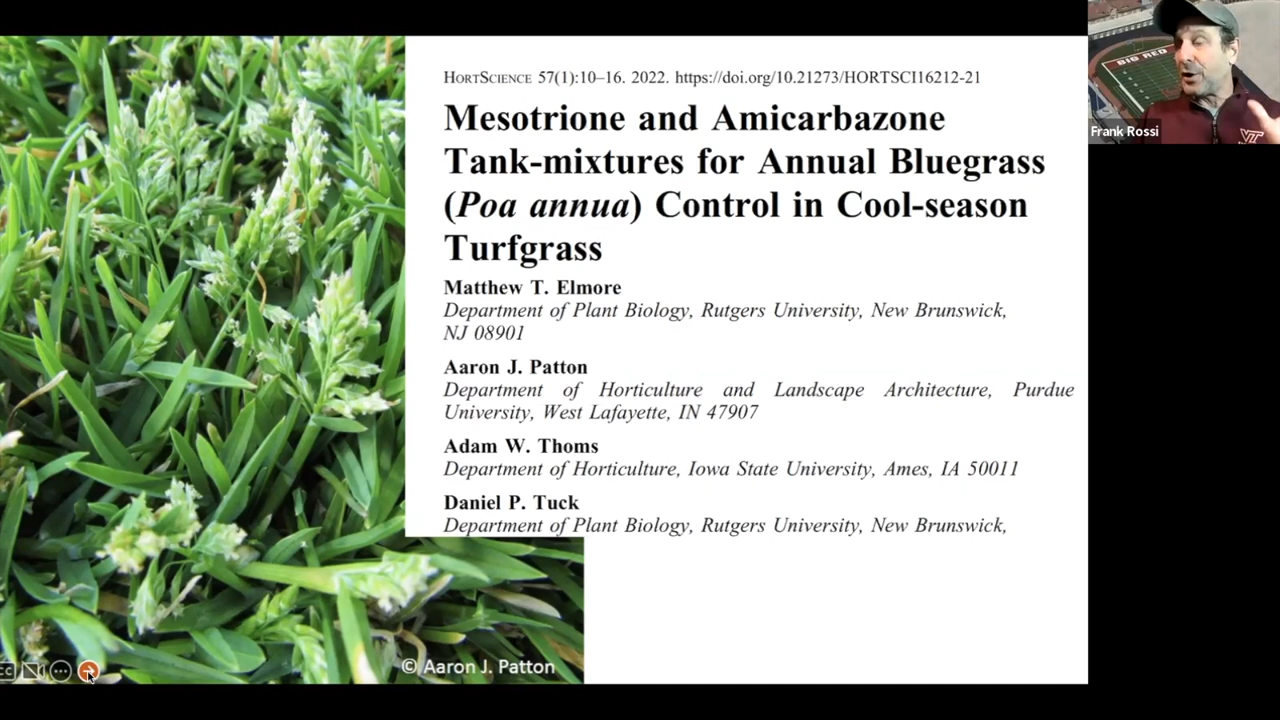 HORTSCIENCE 57(1):10–16. 2022. https://doi.org/10.21273/HORTSCI16212-21
Mesotrione and Amicarbazone
Tank-mixtures for Annual Bluegrass
(Poa annua) Control in Cool-season
Turfgrass
Matthew T. Elmore
Department of Plant Biology, Rutgers University, New Brunswick,
NJ 08901
Aaron J. Patton
Department of Horticulture and Landscape Architecture, Purdue
University, West Lafayette, IN 47907
Adam W. Thoms
Department of Horticulture, Iowa State University, Ames, IA 50011
Daniel P. Tuck
Department of Plant Biology, Rutgers University, New Brunswick,
© Aaron J. Patton
BIG RED
VT
Frank Rossi
CC